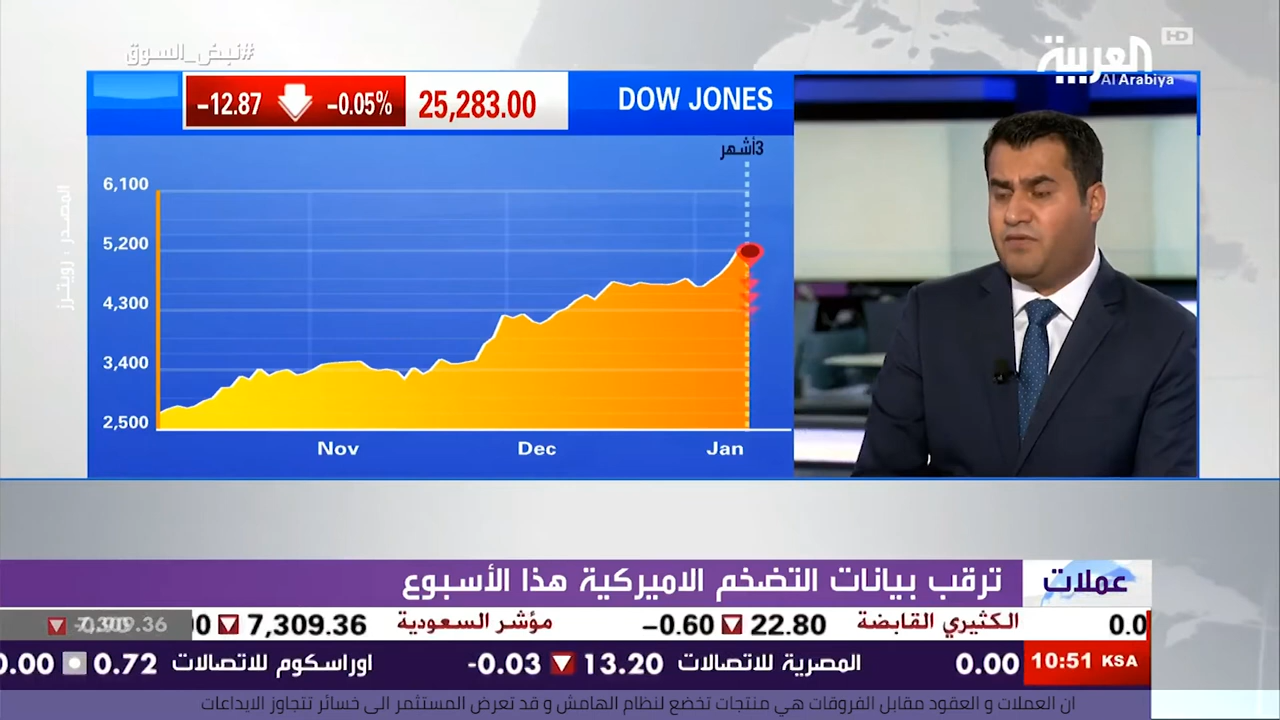 #نبض_السوق
العربية HD
Al Arabiya
-12.87 -0.05% 25,283.00 DOW JONES
3أشهر
المصدر : رويترز
6,100
5,200
4,300
3,400
2,500
Nov Dec Jan
عملات ترقب بيانات التضخم الاميركية هذا الأسبوع
0.0 الكثيري القابضة 22.80 -0.60 مؤشر السعودية 7,309.36
10:51 KSA 0.00 المصرية للاتصالات 13.20 -0.03 اوراسكوم للاتصالات 0.72 0.00
ان العملات و العقود مقابل الفروقات هي منتجات تخضع لنظام الهامش و قد تعرض المستثمر الى خسائر تتجاوز الايداعات